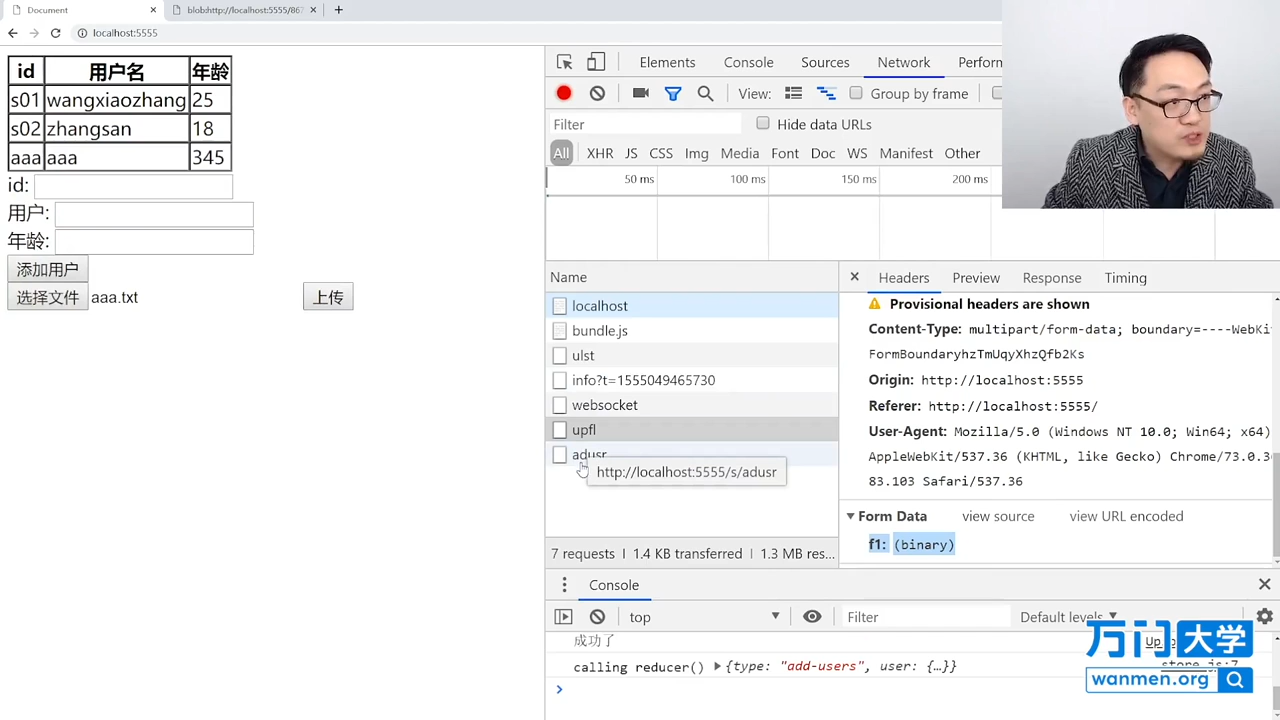 Document
blob:http://localhost:5555/867
localhost:5555
id 用户名 年龄
s01 wangxiaozhang 25
s02 zhangsan 18
aaa aaa 345
id:
用户:
年龄:
添加用户
选择文件 aaa.txt 上传
Elements Console Sources Network Perform
View: Group by frame
Filter Hide data URLs
All XHR JS CSS Img Media Font Doc WS Manifest Other
50 ms 100 ms 150 ms 200 ms
Name
localhost
bundle.js
ulst
info?t=1555049465730
websocket
upfl
adusr
http://localhost:5555/s/adusr
7 requests 1.4 KB transferred 1.3 MB res...
Headers Preview Response Timing
Provisional headers are shown
Content-Type: multipart/form-data; boundary=----WebKi
FormBoundaryhzTmUqyXhzQfb2Ks
Origin: http://localhost:5555
Referer: http://localhost:5555/
User-Agent: Mozilla/5.0 (Windows NT 10.0; Win64; x64)
AppleWebKit/537.36 (KHTML, like Gecko) Chrome/73.0.36
83.103 Safari/537.36
Form Data view source view URL encoded
f1: (binary)
Console
top Filter Default levels
成功了
calling reducer() {type: "add-users", user: {…}} store.js:7
万门大学
wanmen.org